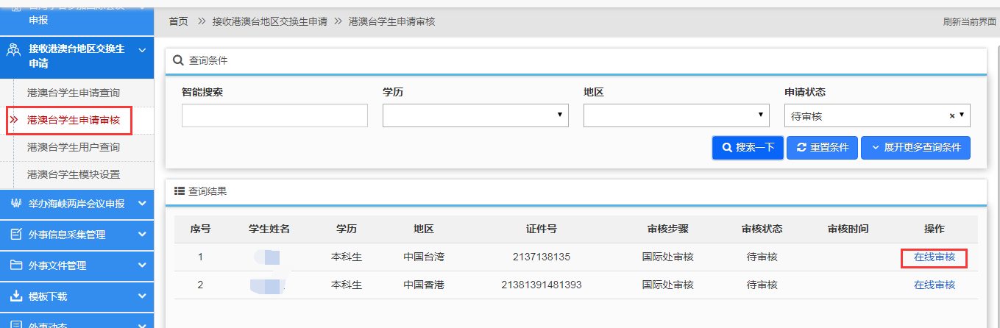 申报
首页 接收港澳台地区交换生申请 港澳台学生申请审核
刷新当前界面
接收港澳台地区交换生
申请
港澳台学生申请查询
港澳台学生申请审核
港澳台学生用户查询
港澳台学生模块设置
举办海峡两岸会议申报
外事信息采集管理
外事文件管理
模板下载
外事动态
查询条件
智能搜索 学历 地区 申请状态
待审核 ×
搜索一下 重置条件 展开更多查询条件
查询结果
序号 学生姓名 学历 地区 证件号 审核步骤 审核状态 审核时间 操作
1 本科生 中国台湾 2137138135 国际处审核 待审核 在线审核
2 本科生 中国香港 21381391481393 国际处审核 待审核 在线审核